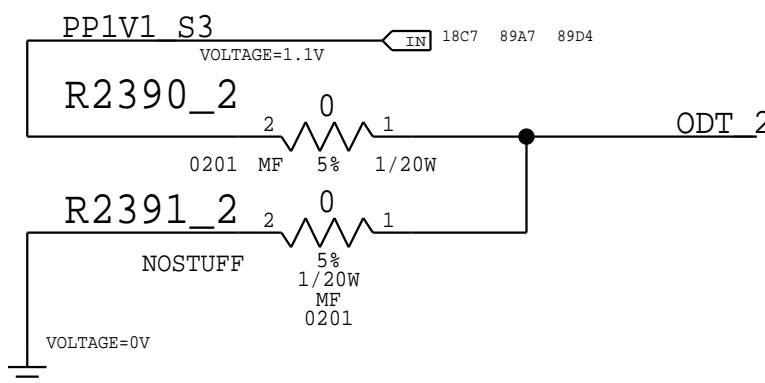 PP1V1_S3
IN 18C7 89A7 89D4
VOLTAGE=1.1V
R2390_2
0
2 1
ODT_2
0201 MF 5% 1/20W
R2391_2
0
2 1
NOSTUFF
5%
1/20W
MF
0201
VOLTAGE=0V